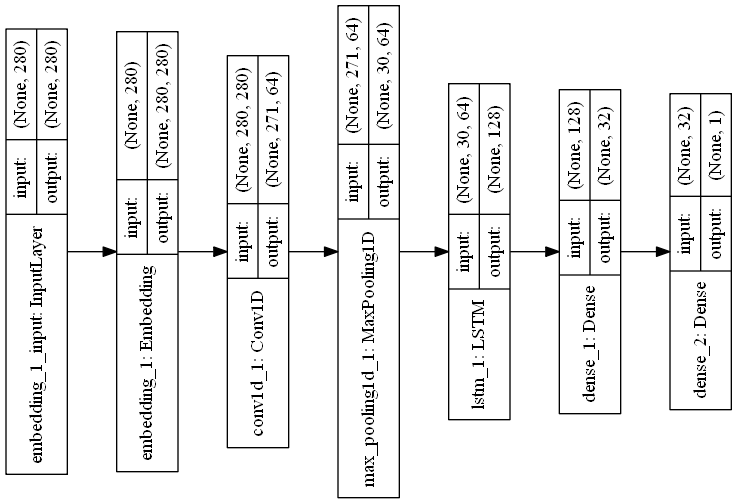 embedding_1_input: InputLayer
input: (None, 280)
output: (None, 280)
embedding_1: Embedding
input: (None, 280)
output: (None, 280, 280)
conv1d_1: Conv1D
input: (None, 280, 280)
output: (None, 271, 64)
max_pooling1d_1: MaxPooling1D
input: (None, 271, 64)
output: (None, 30, 64)
lstm_1: LSTM
input: (None, 30, 64)
output: (None, 128)
dense_1: Dense
input: (None, 128)
output: (None, 32)
dense_2: Dense
input: (None, 32)
output: (None, 1)